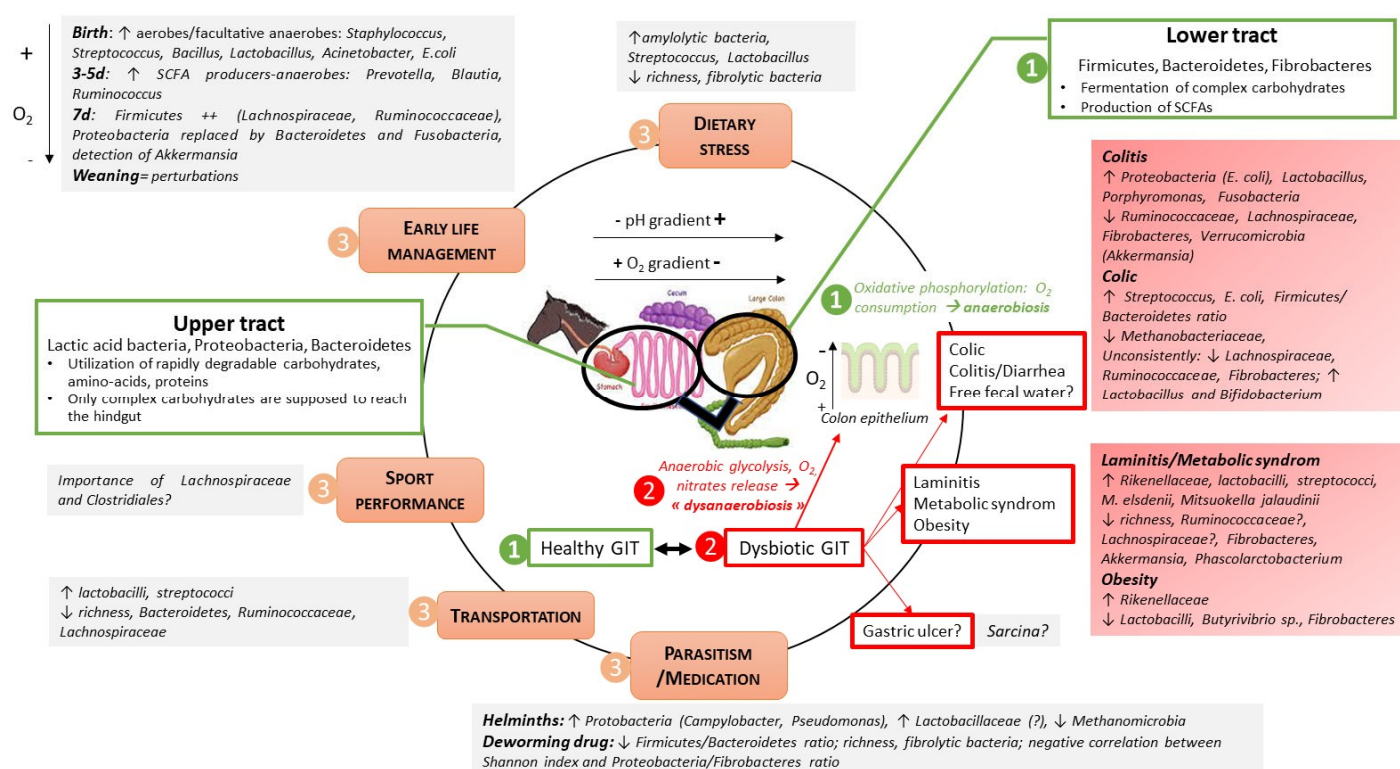 +
O2
-
Birth: ↑ aerobes/facultative anaerobes: Staphylococcus,
Streptococcus, Bacillus, Lactobacillus, Acinetobacter, E.coli
3-5d: ↑ SCFA producers-anaerobes: Prevotella, Blautia,
Ruminococcus
7d: Firmicutes ++ (Lachnospiraceae, Ruminococcaceae),
Proteobacteria replaced by Bacteroidetes and Fusobacteria,
detection of Akkermansia
Weaning= perturbations
↑amylolytic bacteria,
Streptococcus, Lactobacillus
↓ richness, fibrolytic bacteria
3
DIETARY
STRESS
1
Lower tract
Firmicutes, Bacteroidetes, Fibrobacteres
• Fermentation of complex carbohydrates
• Production of SCFAs
3
EARLY LIFE
MANAGEMENT
- pH gradient +
+ O2 gradient -
Cecum
Large Colon
Stomach
Upper tract
Lactic acid bacteria, Proteobacteria, Bacteroidetes
• Utilization of rapidly degradable carbohydrates,
amino-acids, proteins
• Only complex carbohydrates are supposed to reach
the hindgut
1
Oxidative phosphorylation: O2
consumption → anaerobiosis
-
O2
+
Colon epithelium
Colic
Colitis/Diarrhea
Free fecal water?
Colitis
↑ Proteobacteria (E. coli), Lactobacillus,
Porphyromonas, Fusobacteria
↓ Ruminococcaceae, Lachnospiraceae,
Fibrobacteres, Verrucomicrobia
(Akkermansia)
Colic
↑ Streptococcus, E. coli, Firmicutes/
Bacteroidetes ratio
↓ Methanobacteriaceae,
Unconsistently: ↓ Lachnospiraceae,
Ruminococcaceae, Fibrobacteres; ↑
Lactobacillus and Bifidobacterium
Importance of Lachnospiraceae
and Clostridiales?
3
SPORT
PERFORMANCE
2
Anaerobic glycolysis, O2,
nitrates release →
« dysanaerobiosis »
Laminitis
Metabolic syndrom
Obesity
Laminitis/Metabolic syndrom
↑ Rikenellaceae, lactobacilli, streptococci,
M. elsdenii, Mitsuokella jalaudinii
↓ richness, Ruminococcaceae?,
Lachnospiraceae?, Fibrobacteres,
Akkermansia, Phascolarctobacterium
Obesity
↑ Rikenellaceae
↓ Lactobacilli, Butyrivibrio sp., Fibrobacteres
1
Healthy GIT
2
Dysbiotic GIT
↑ lactobacilli, streptococci
↓ richness, Bacteroidetes, Ruminococcaceae,
Lachnospiraceae
3
TRANSPORTATION
Gastric ulcer?
Sarcina?
3
PARASITISM
/MEDICATION
Helminths: ↑ Protobacteria (Campylobacter, Pseudomonas), ↑ Lactobacillaceae (?), ↓ Methanomicrobia
Deworming drug: ↓ Firmicutes/Bacteroidetes ratio; richness, fibrolytic bacteria; negative correlation between
Shannon index and Proteobacteria/Fibrobacteres ratio